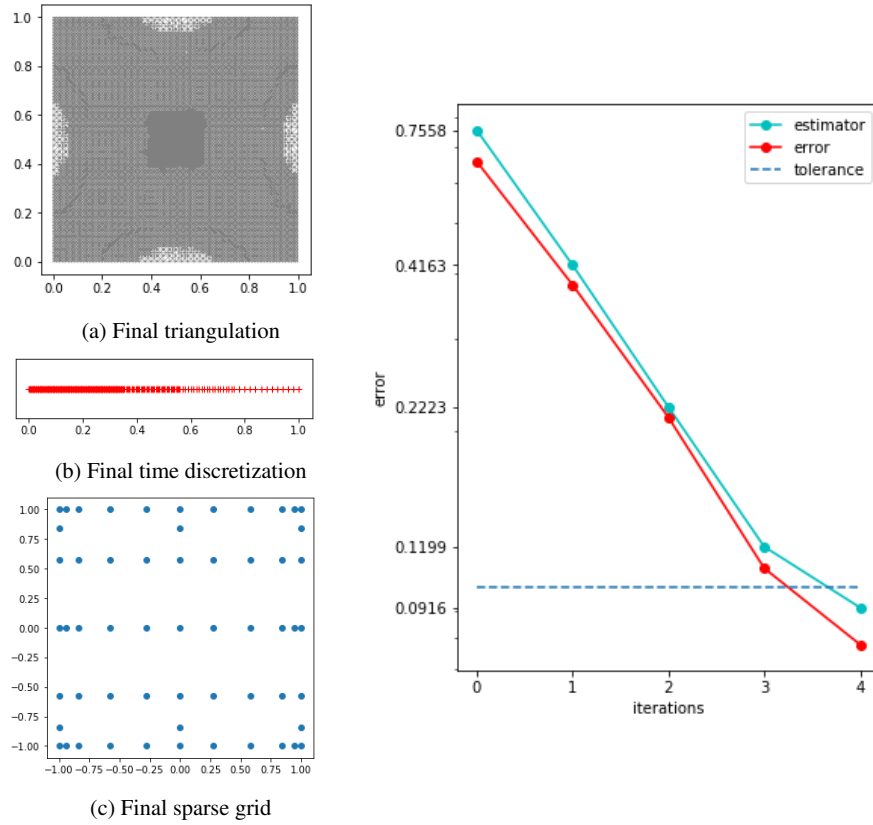 1.0
0.8
0.6
0.4
0.2
0.0
0.0 0.2 0.4 0.6 0.8 1.0
(a) Final triangulation
0.0 0.2 0.4 0.6 0.8 1.0
(b) Final time discretization
1.00
0.75
0.50
0.25
0.00
−0.25
−0.50
−0.75
−1.00
−1.00 −0.75 −0.50 −0.25 0.00 0.25 0.50 0.75 1.00
(c) Final sparse grid
estimator
error
tolerance
0.7558
0.4163
0.2223
0.1199
0.0916
error
0 1 2 3 4
iterations